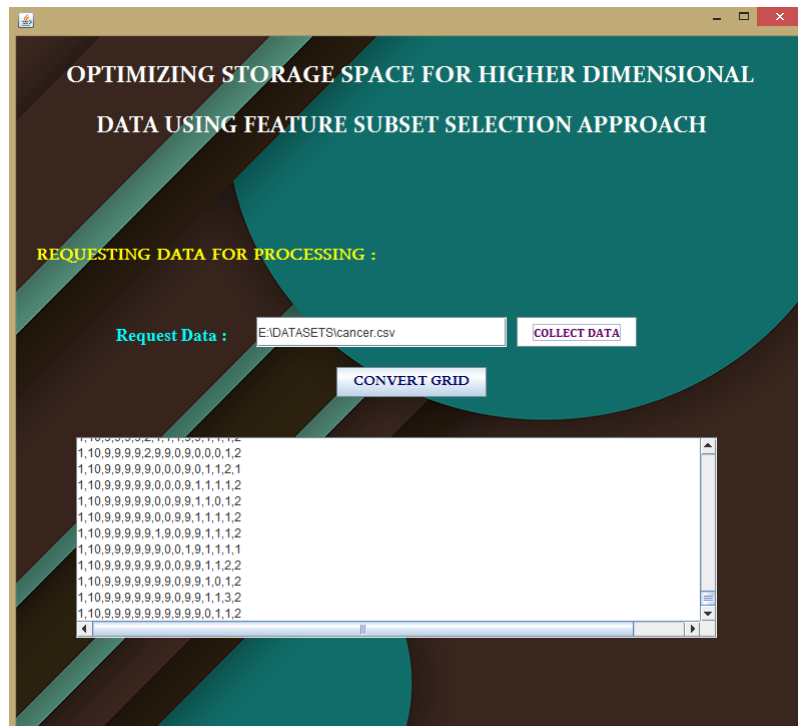 OPTIMIZING STORAGE SPACE FOR HIGHER DIMENSIONAL
DATA USING FEATURE SUBSET SELECTION APPROACH
REQUESTING DATA FOR PROCESSING :
Request Data : E:\DATASETS\cancer.csv COLLECT DATA
CONVERT GRID
1,10,9,9,9,9,2,9,9,0,9,0,0,0,1,2
1,10,9,9,9,9,9,0,0,0,9,0,1,1,2,1
1,10,9,9,9,9,9,0,0,0,9,1,1,1,1,2
1,10,9,9,9,9,9,0,0,9,9,1,1,0,1,2
1,10,9,9,9,9,9,0,0,9,9,1,1,1,1,2
1,10,9,9,9,9,9,1,9,0,9,9,1,1,1,2
1,10,9,9,9,9,9,9,0,0,1,9,1,1,1,1
1,10,9,9,9,9,9,9,0,0,9,9,1,1,2,2
1,10,9,9,9,9,9,9,9,0,9,9,1,0,1,2
1,10,9,9,9,9,9,9,9,0,9,9,1,1,3,2
1,10,9,9,9,9,9,9,9,9,9,9,0,1,1,2